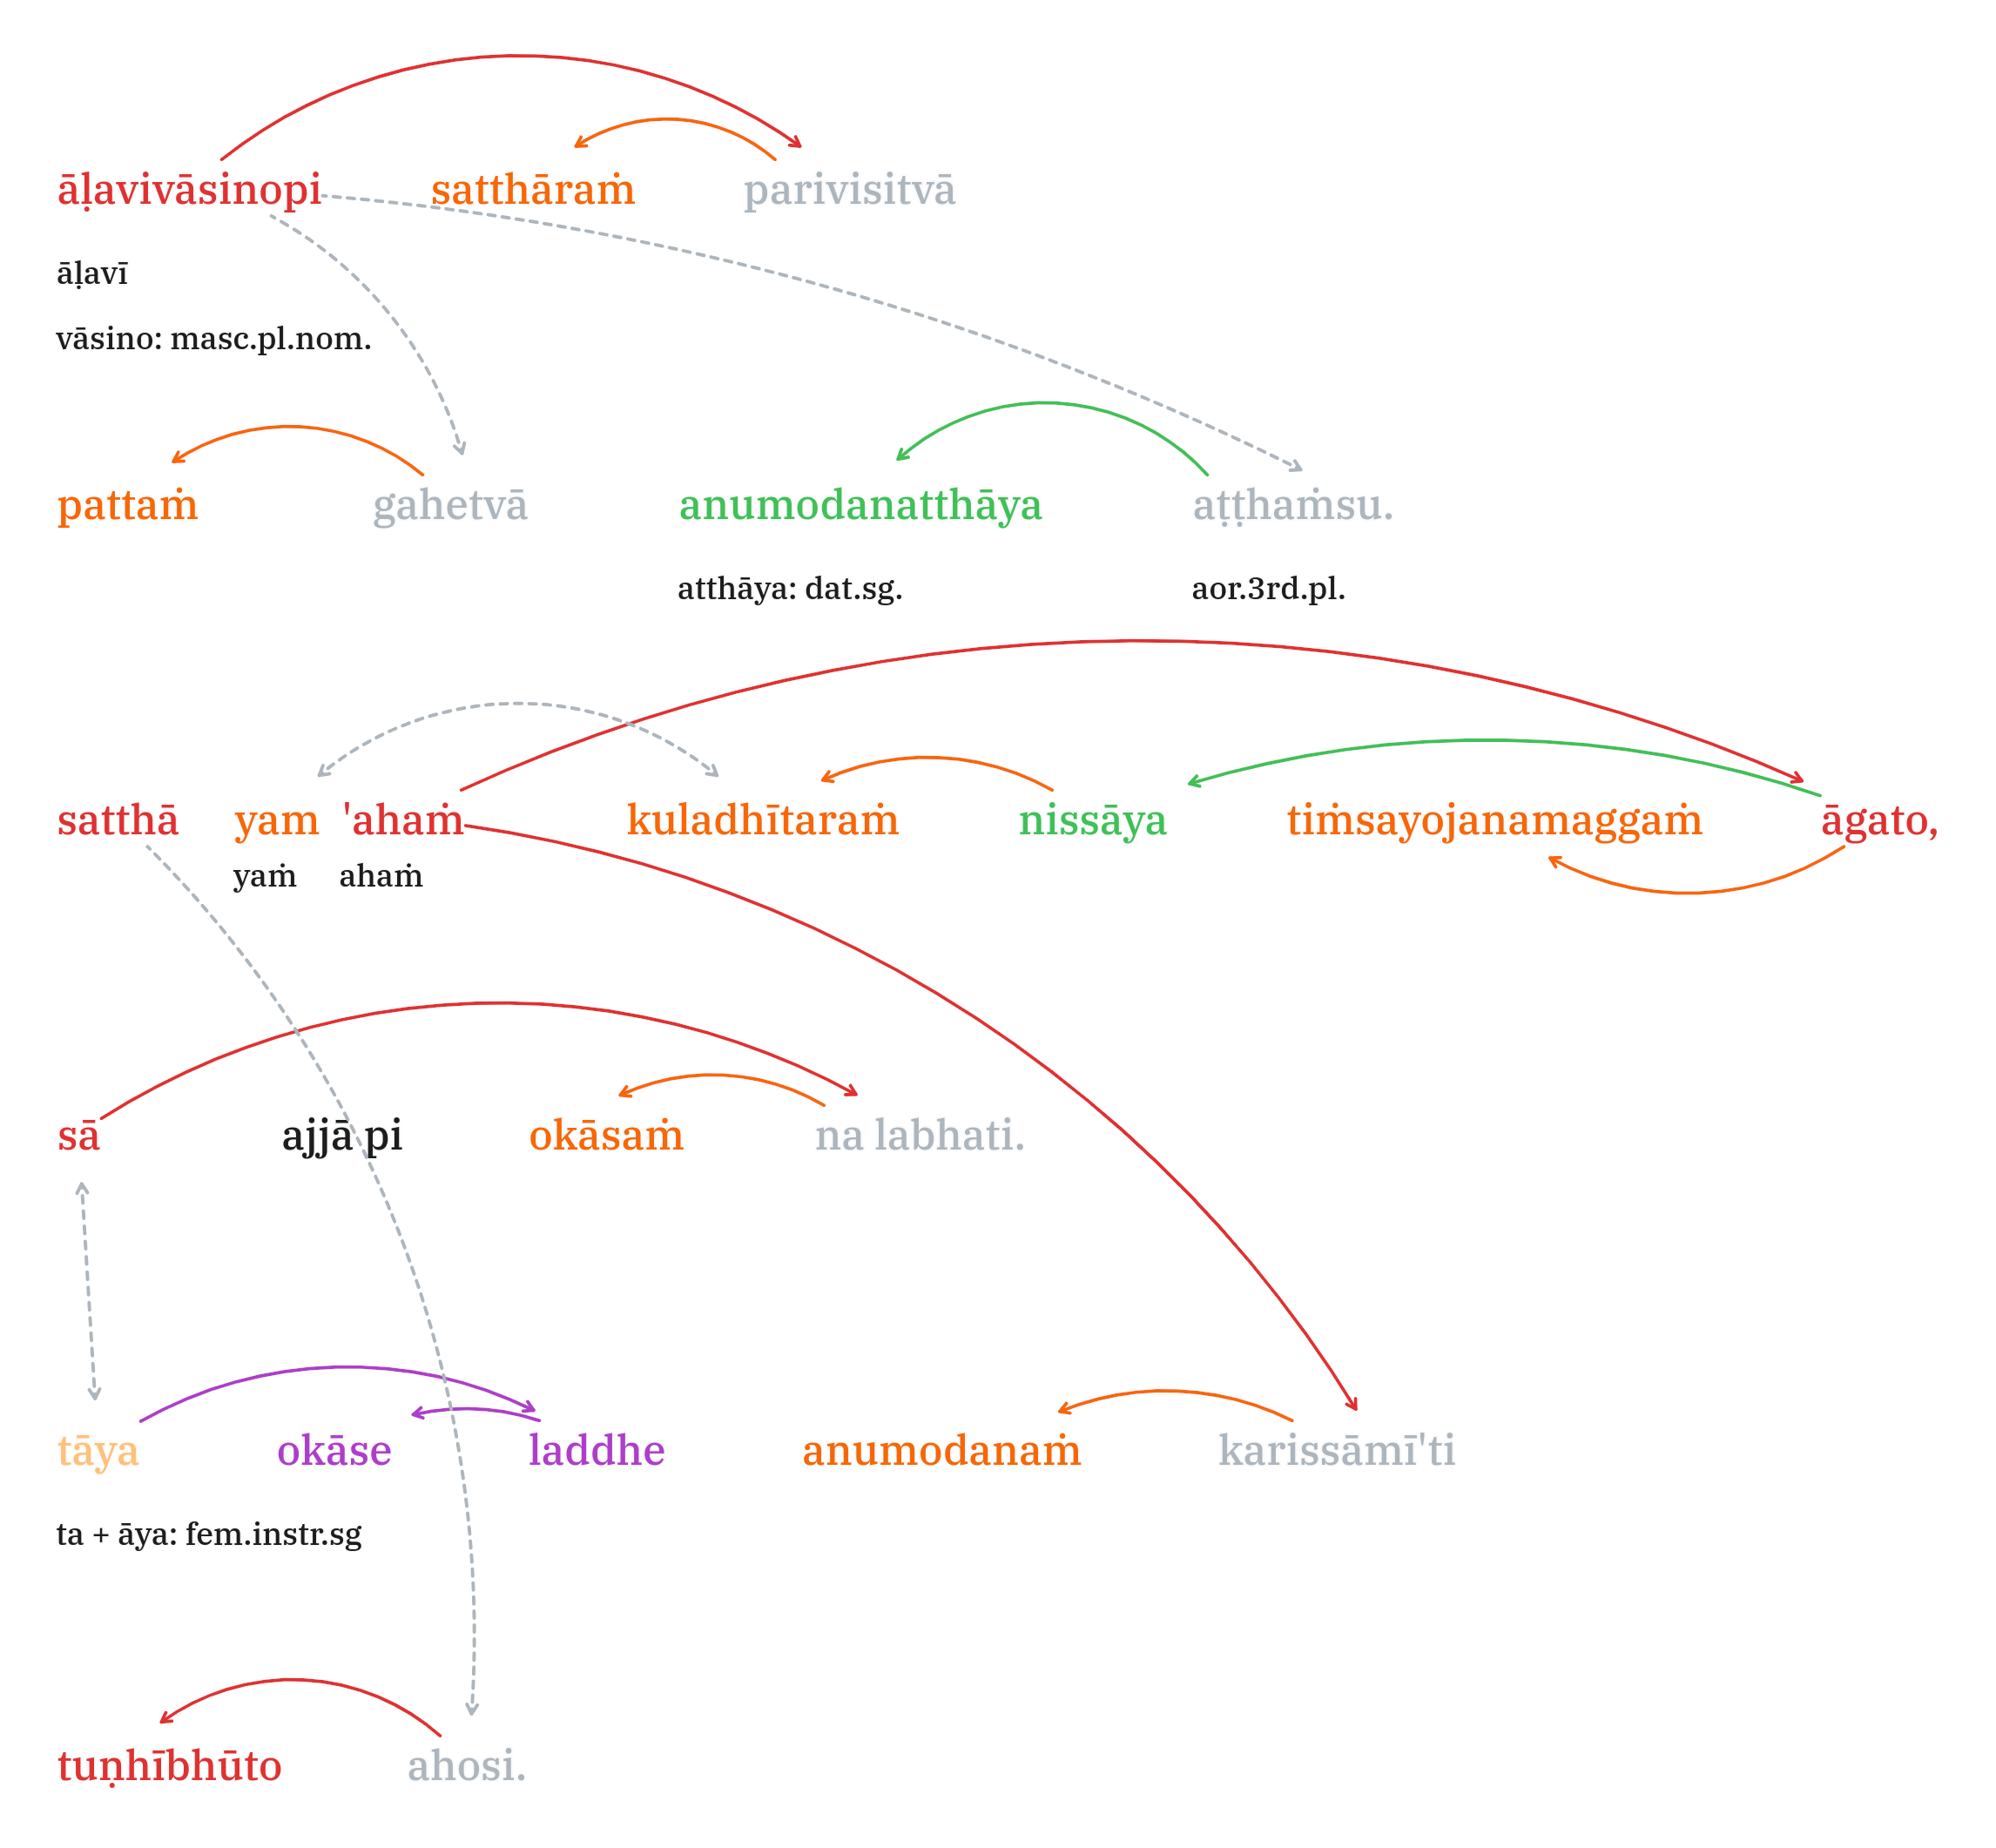 āḷavivāsinopi satthāraṁ parivisitvā
āḷavī
vāsino: masc.pl.nom.
pattaṁ gahetvā anumodanatthāya aṭṭhaṁsu.
atthāya: dat.sg. aor.3rd.pl.
satthā yam 'ahaṁ kuladhītaraṁ nissāya tiṁsayojanamaggaṁ āgato,
yaṁ ahaṁ
sā ajjā pi okāsaṁ na labhati.
tāya okāse laddhe anumodanaṁ karissāmī'ti
ta + āya: fem.instr.sg
tuṇhībhūto ahosi.